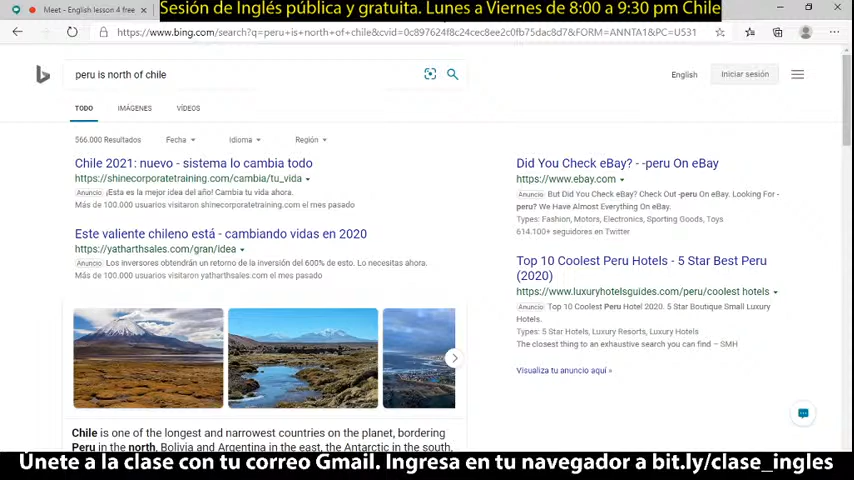 Sesión de Inglés pública y gratuita. Lunes a Viernes de 8:00 a 9:30 pm Chile
Meet - English lesson 4 free
https://www.bing.com/search?q=peru+is+north+of+chile&cvid=0c897624f8c24cec8ee2c0fb75dac8d7&FORM=ANNTA1&PC=US31
peru is north of chile
English
Iniciar sesión
TODO
IMÁGENES
VÍDEOS
566.000 Resultados
Fecha
Idioma
Región
Chile 2021: nuevo - sistema lo cambia todo
https://shinecorporatetraining.com/cambia/tu_vida
Anuncio ¡Esta es la mejor idea del año! Cambia tu vida ahora.
Más de 100.000 usuarios visitaron shinecorporatetraining.com el mes pasado
Este valiente chileno está - cambiando vidas en 2020
https://yatharthsales.com/gran/idea
Anuncio Los inversores obtendrán un retorno de la inversión del 600% de esto. Lo necesitas ahora.
Más de 100.000 usuarios visitaron yatharthsales.com el mes pasado
Chile is one of the longest and narrowest countries on the planet, bordering
Peru in the north, Bolivia and Argentina in the east, the Antarctic in the south,
Did You Check eBay? - -peru On eBay
https://www.ebay.com
Anuncio But Did You Check eBay? Check Out -peru On eBay. Looking For -
peru? We Have Almost Everything On eBay.
Types: Fashion, Motors, Electronics, Sporting Goods, Toys
614.100+ seguidores en Twitter
Top 10 Coolest Peru Hotels - 5 Star Best Peru
(2020)
https://www.luxuryhotelsguides.com/peru/coolest hotels
Anuncio Top 10 Coolest Peru Hotel 2020. 5 Star Boutique Small Luxury
Hotels.
Types: 5 Star Hotels, Luxury Resorts, Luxury Hotels
The closest thing to an exhaustive search you can find – SMH
Visualiza tu anuncio aquí »
Únete a la clase con tu correo Gmail. Ingresa en tu navegador a bit.ly/clase_ingles